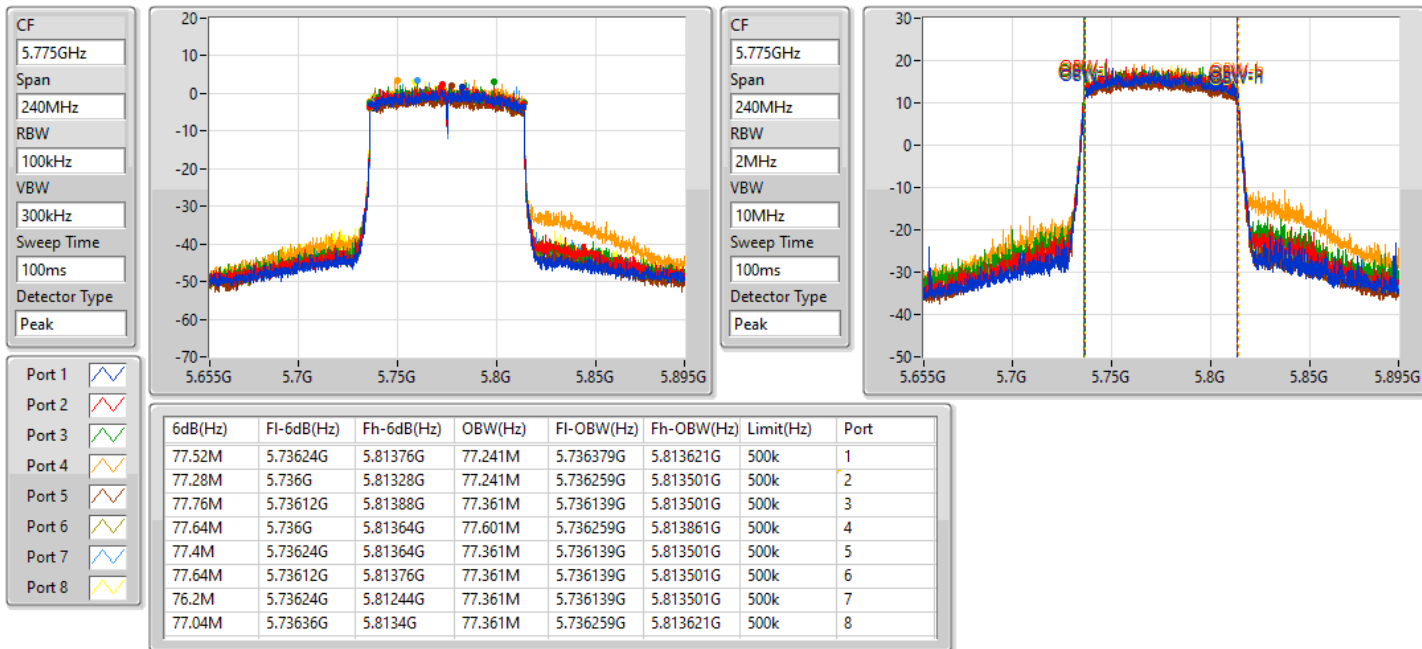 CF
5.775GHz
Span
240MHz
RBW
100kHz
VBW
300kHz
Sweep Time
100ms
Detector Type
Peak
20
10
0
-10
-20
-30
-40
-50
-60
-70
5.655G 5.7G 5.75G 5.8G 5.85G 5.895G
CF
5.775GHz
Span
240MHz
RBW
2MHz
VBW
10MHz
Sweep Time
100ms
Detector Type
Peak
30
20
10
0
-10
-20
-30
-40
-50
5.655G 5.7G 5.75G 5.8G 5.85G 5.895G
Port 1
Port 2
Port 3
Port 4
Port 5
Port 6
Port 7
Port 8
6dB(Hz) Fl-6dB(Hz) Fh-6dB(Hz) OBW(Hz) Fl-OBW(Hz) Fh-OBW(Hz) Limit(Hz) Port
77.52M 5.73624G 5.81376G 77.241M 5.736379G 5.813621G 500k 1
77.28M 5.736G 5.81328G 77.241M 5.736259G 5.813501G 500k 2
77.76M 5.73612G 5.81388G 77.361M 5.736139G 5.813501G 500k 3
77.64M 5.736G 5.81364G 77.601M 5.736259G 5.813861G 500k 4
77.4M 5.73624G 5.81364G 77.361M 5.736139G 5.813501G 500k 5
77.64M 5.73612G 5.81376G 77.361M 5.736139G 5.813501G 500k 6
76.2M 5.73624G 5.81244G 77.361M 5.736139G 5.813501G 500k 7
77.04M 5.73636G 5.8134G 77.361M 5.736259G 5.813621G 500k 8